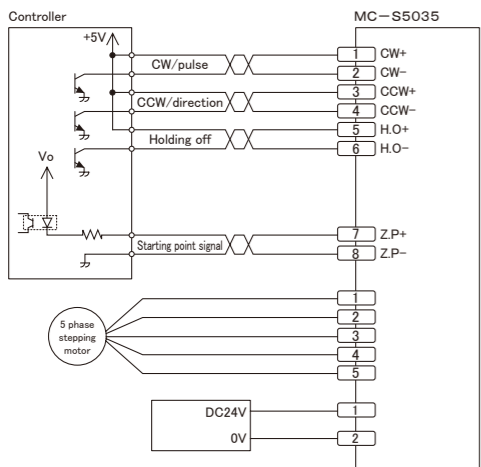 Controller
MC-S5035
+5V
CW/pulse
1 CW+
2 CW-
CCW/direction
3 CCW+
4 CCW-
Holding off
5 H.O+
6 H.O-
Vo
Starting point signal
7 Z.P+
8 Z.P-
5 phase
stepping
motor
1
2
3
4
5
DC24V
1
0V
2